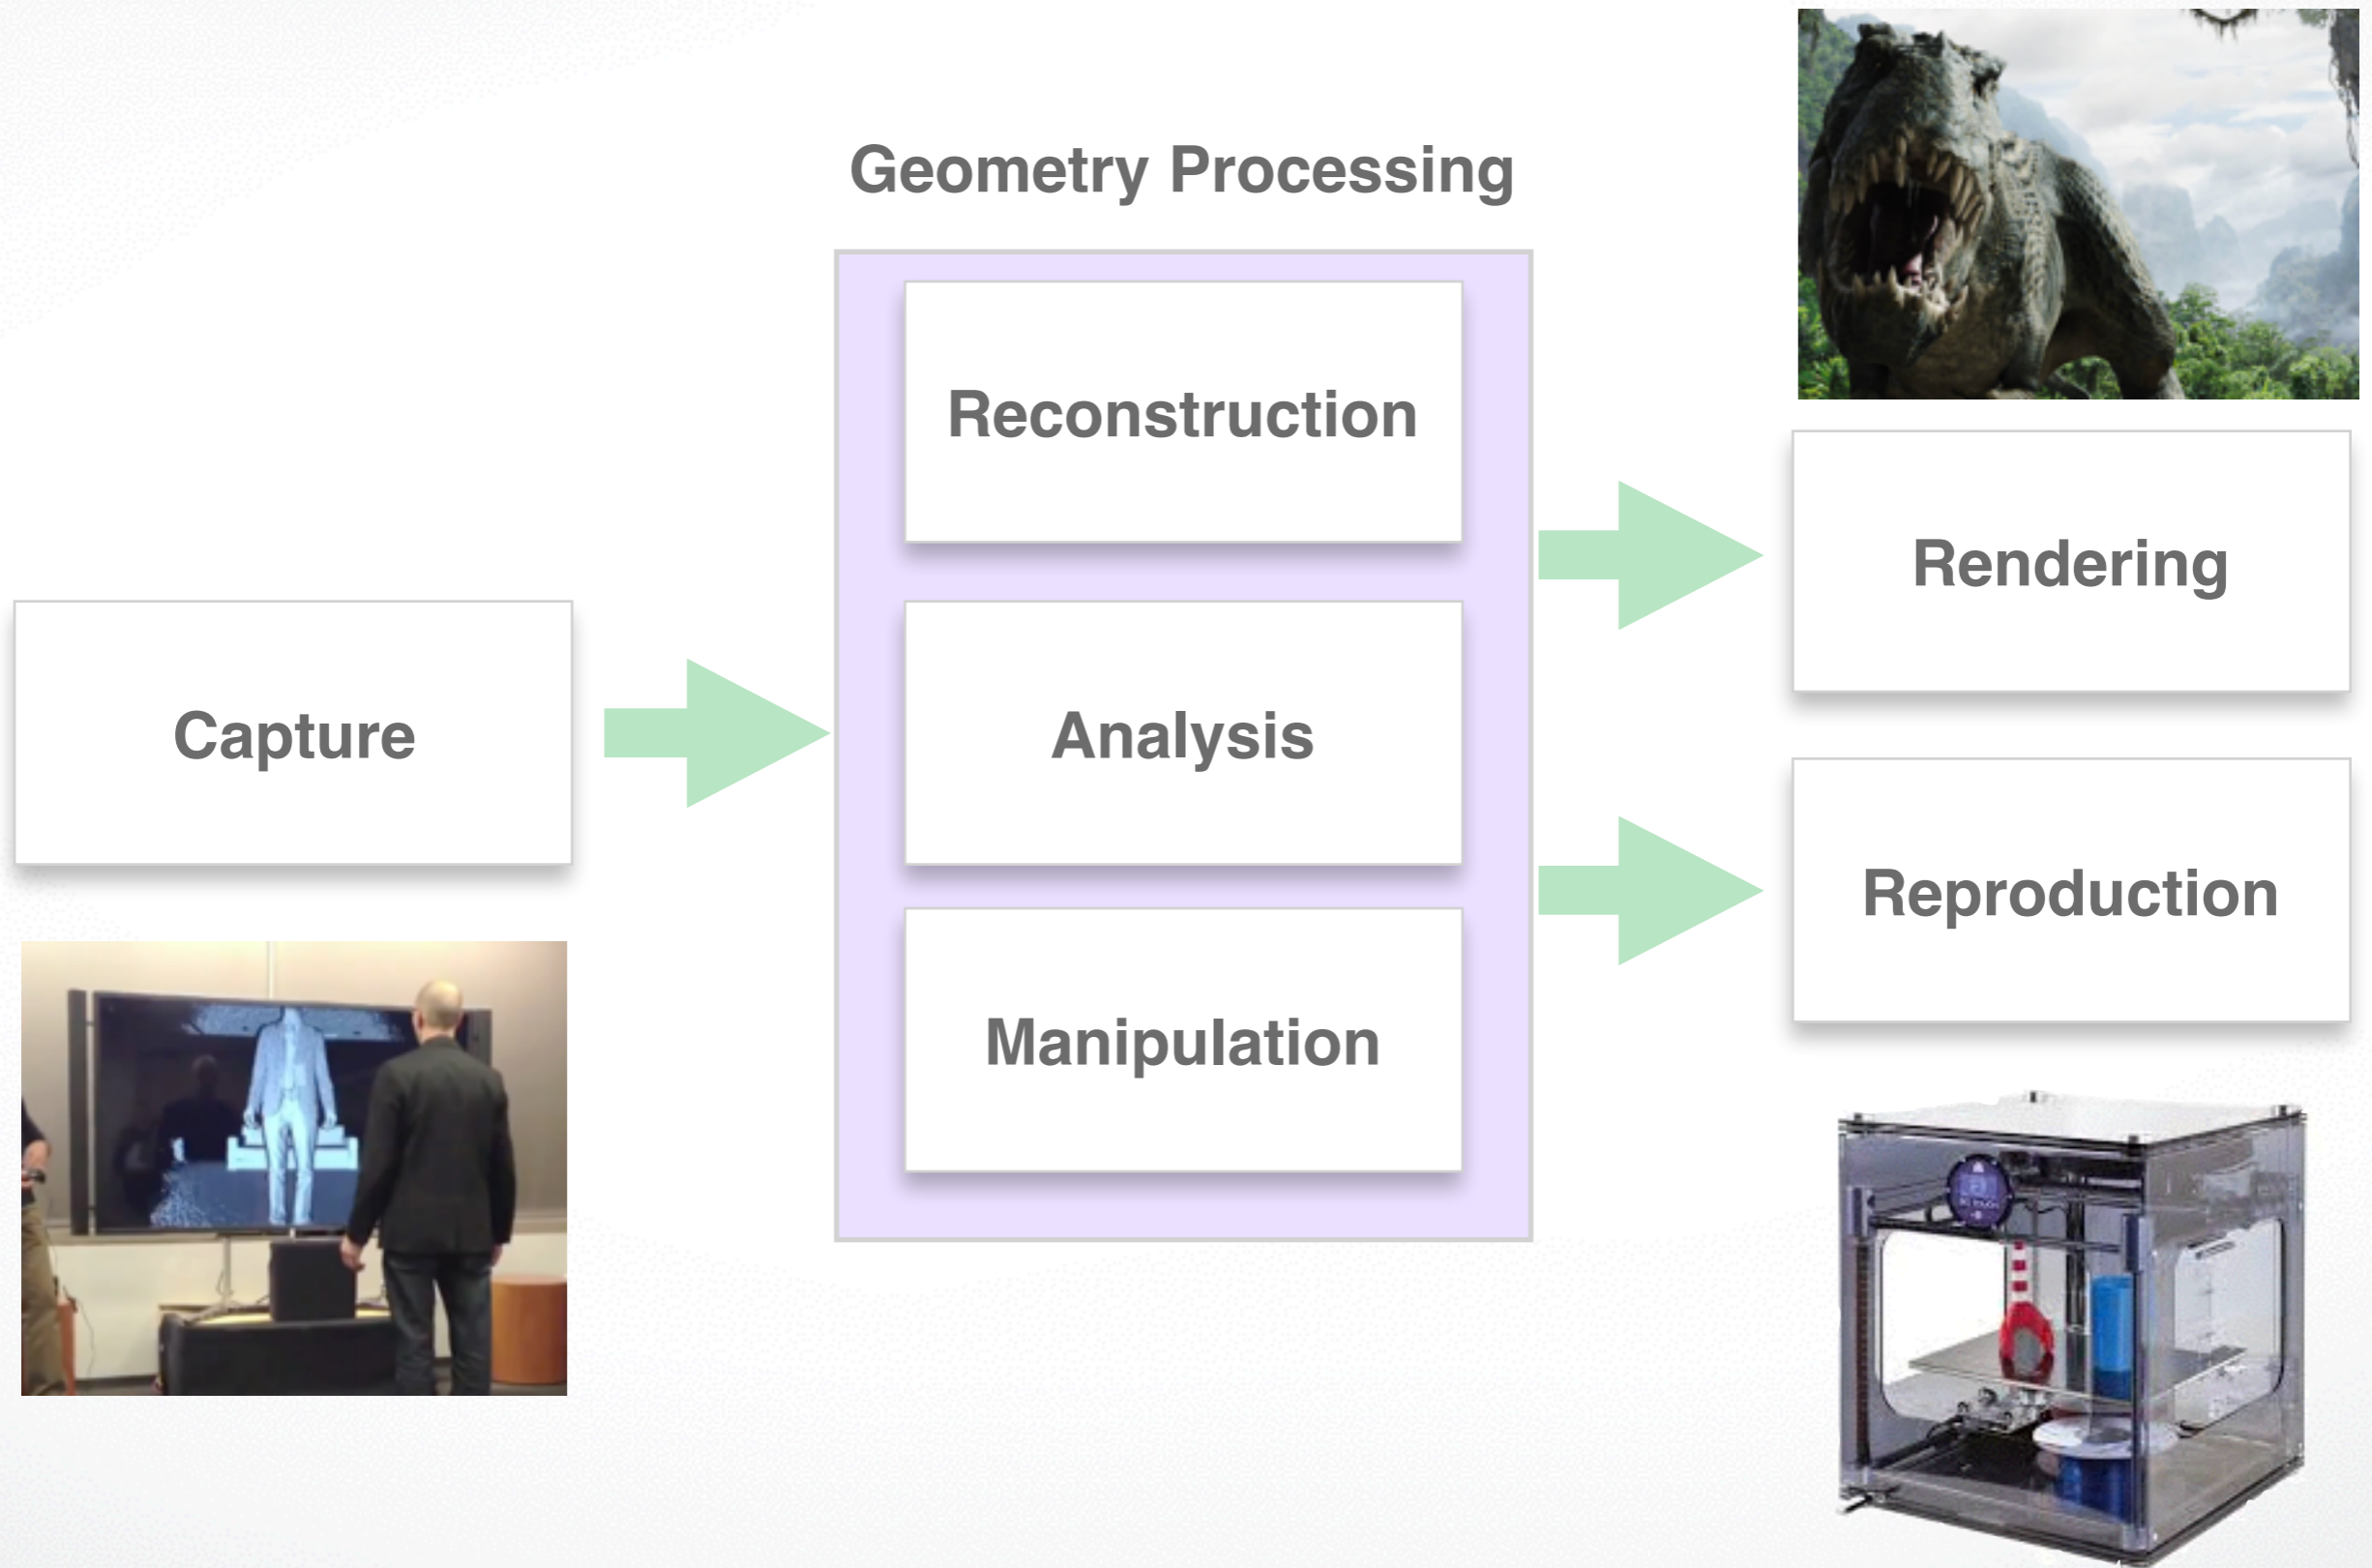 Geometry Processing
Capture
Reconstruction
Analysis
Manipulation
Rendering
Reproduction